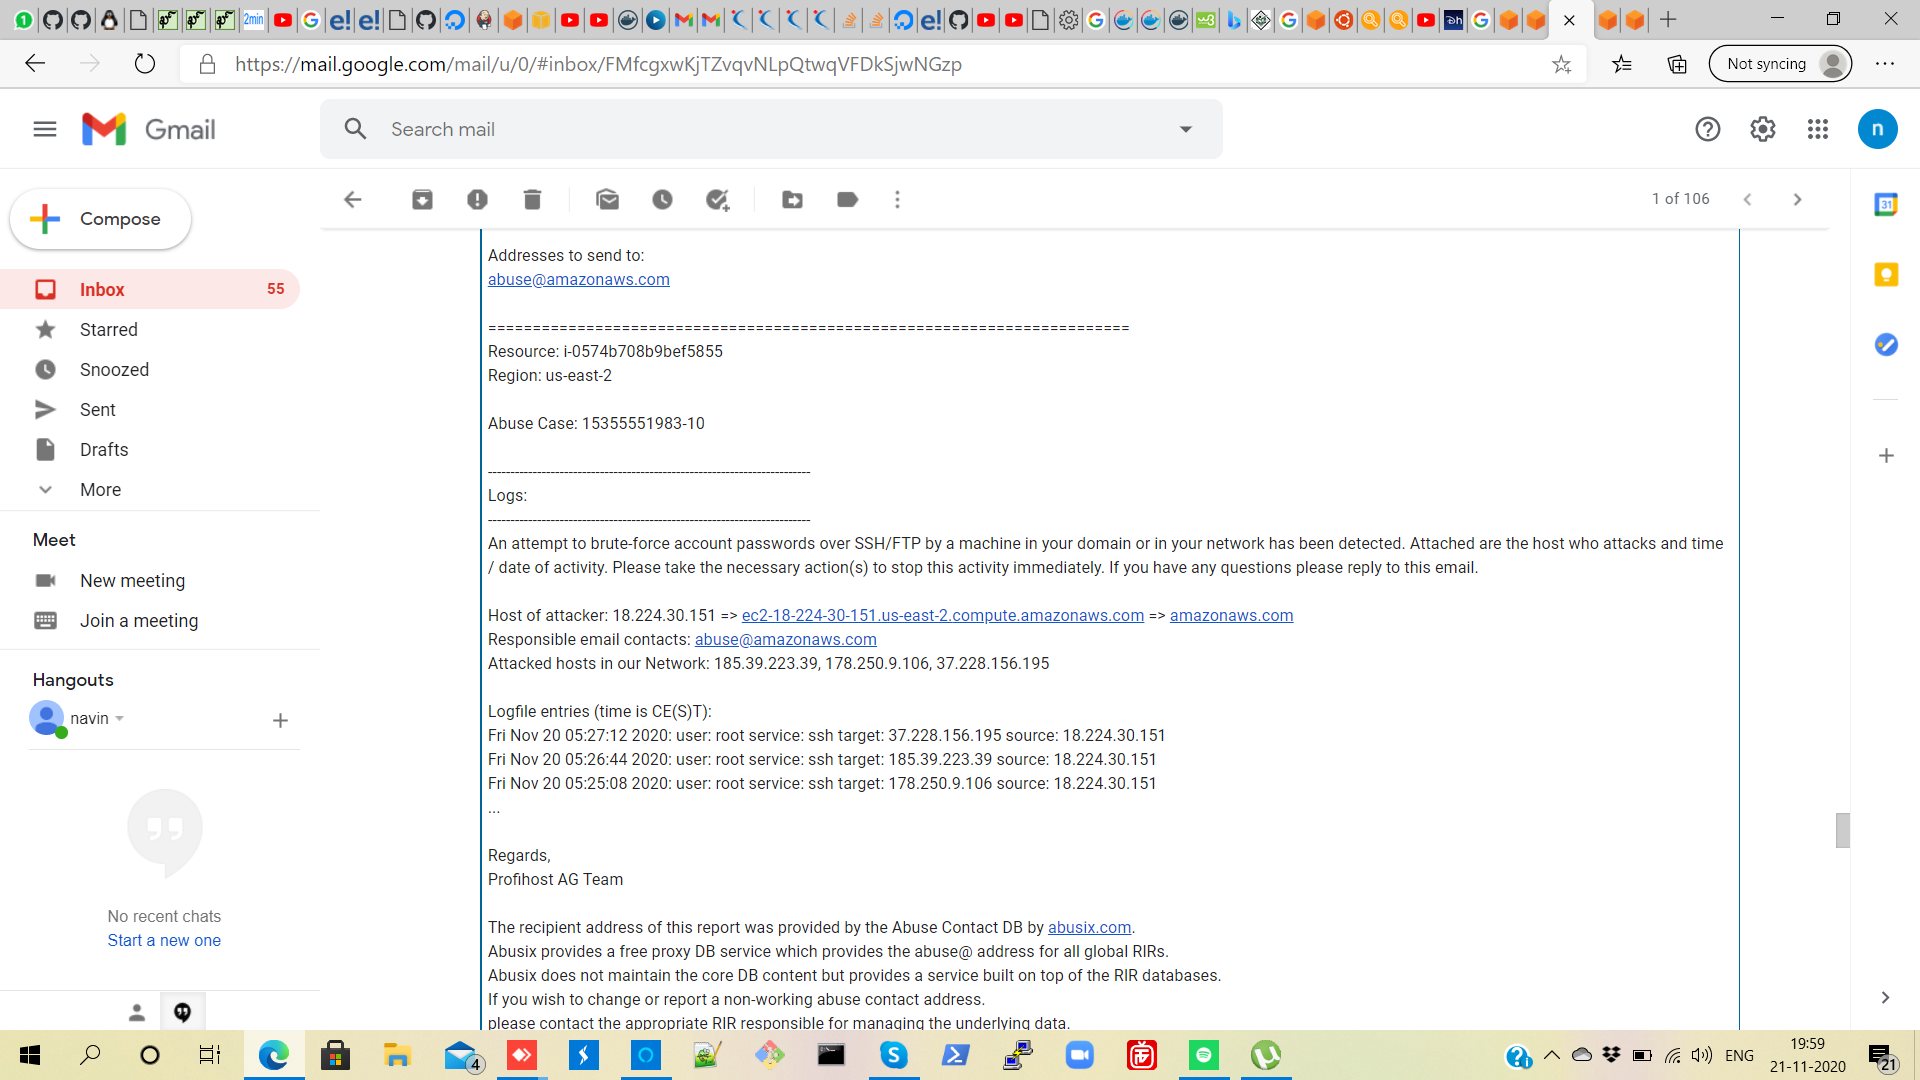 https://mail.google.com/mail/u/0/#inbox/FMfcgxwKjTZvqvNLpQtwqVFDkSjwNGzp
Not syncing
Gmail
Search mail
n
Compose
1 of 106
Inbox 55
Starred
Snoozed
Sent
Drafts
More
Meet
New meeting
Join a meeting
Hangouts
navin
No recent chats
Start a new one
Addresses to send to:
abuse@amazonaws.com
========================================================================
Resource: i-0574b708b9bef5855
Region: us-east-2
Abuse Case: 15355551983-10
------------------------------------------------------------------------
Logs:
------------------------------------------------------------------------
An attempt to brute-force account passwords over SSH/FTP by a machine in your domain or in your network has been detected. Attached are the host who attacks and time
/ date of activity. Please take the necessary action(s) to stop this activity immediately. If you have any questions please reply to this email.
Host of attacker: 18.224.30.151 => ec2-18-224-30-151.us-east-2.compute.amazonaws.com => amazonaws.com
Responsible email contacts: abuse@amazonaws.com
Attacked hosts in our Network: 185.39.223.39, 178.250.9.106, 37.228.156.195
Logfile entries (time is CE(S)T):
Fri Nov 20 05:27:12 2020: user: root service: ssh target: 37.228.156.195 source: 18.224.30.151
Fri Nov 20 05:26:44 2020: user: root service: ssh target: 185.39.223.39 source: 18.224.30.151
Fri Nov 20 05:25:08 2020: user: root service: ssh target: 178.250.9.106 source: 18.224.30.151
...
Regards,
Profihost AG Team
The recipient address of this report was provided by the Abuse Contact DB by abusix.com.
Abusix provides a free proxy DB service which provides the abuse@ address for all global RIRs.
Abusix does not maintain the core DB content but provides a service built on top of the RIR databases.
If you wish to change or report a non-working abuse contact address.
please contact the appropriate RIR responsible for managing the underlying data.
31
4
ENG
19:59
21-11-2020
21